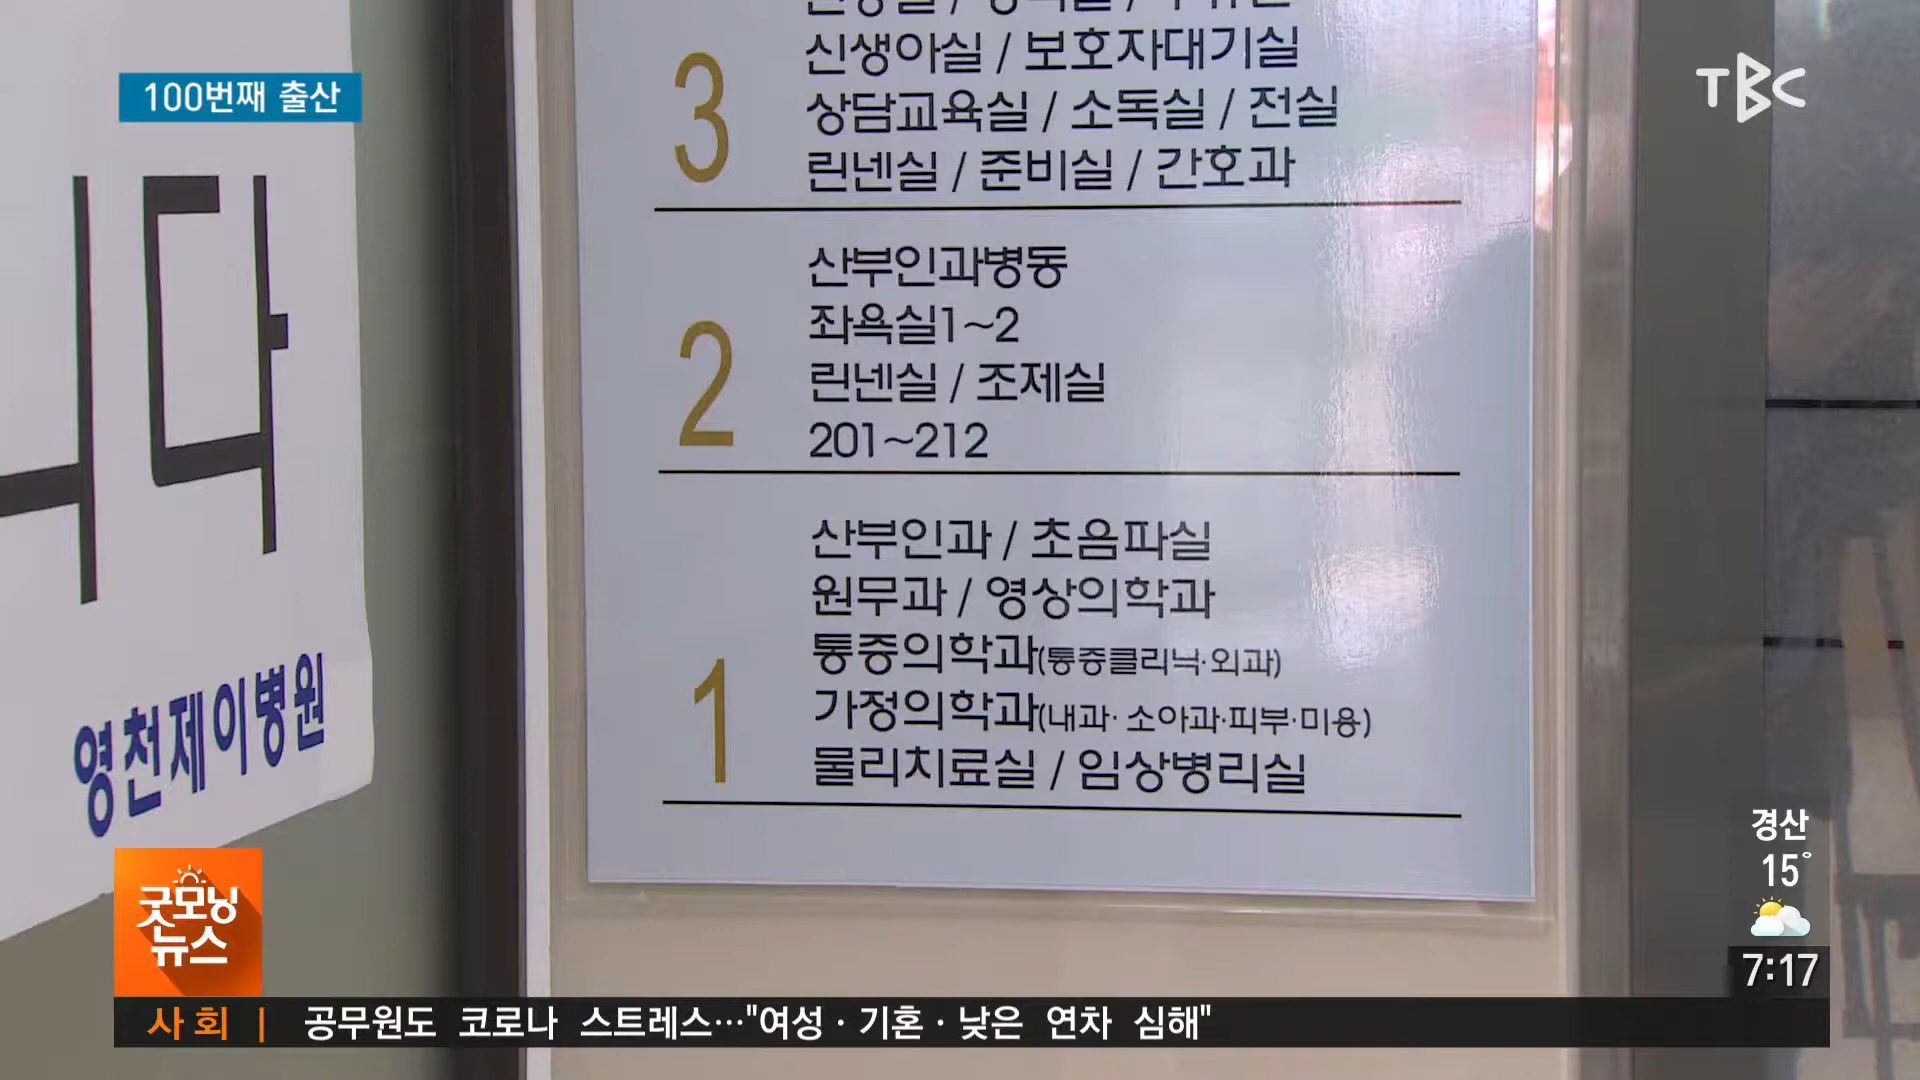 100번째 출산
TBC
니다
영천제이병원
3
신생아실 / 보호자대기실
상담교육실 / 소독실 / 전실
린넨실 / 준비실 / 간호과
2
산부인과병동
좌욕실1~2
린넨실 / 조제실
201~212
1
산부인과 / 초음파실
원무과 / 영상의학과
통증의학과(통증클리닉·외과)
가정의학과(내과· 소아과·피부·미용)
물리치료실 / 임상병리실
경산
15°
7:17
굿모닝
뉴스
사회 | 공무원도 코로나 스트레스…"여성·기혼·낮은 연차 심해"